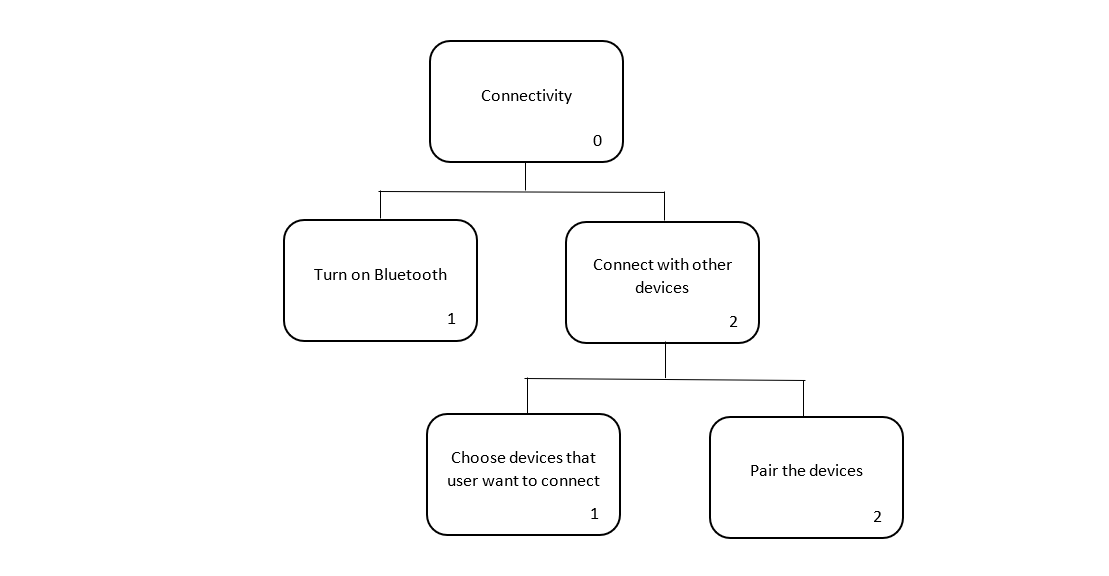 Connectivity
0
Turn on Bluetooth
1
Connect with other
devices
2
Choose devices that
user want to connect
1
Pair the devices
2